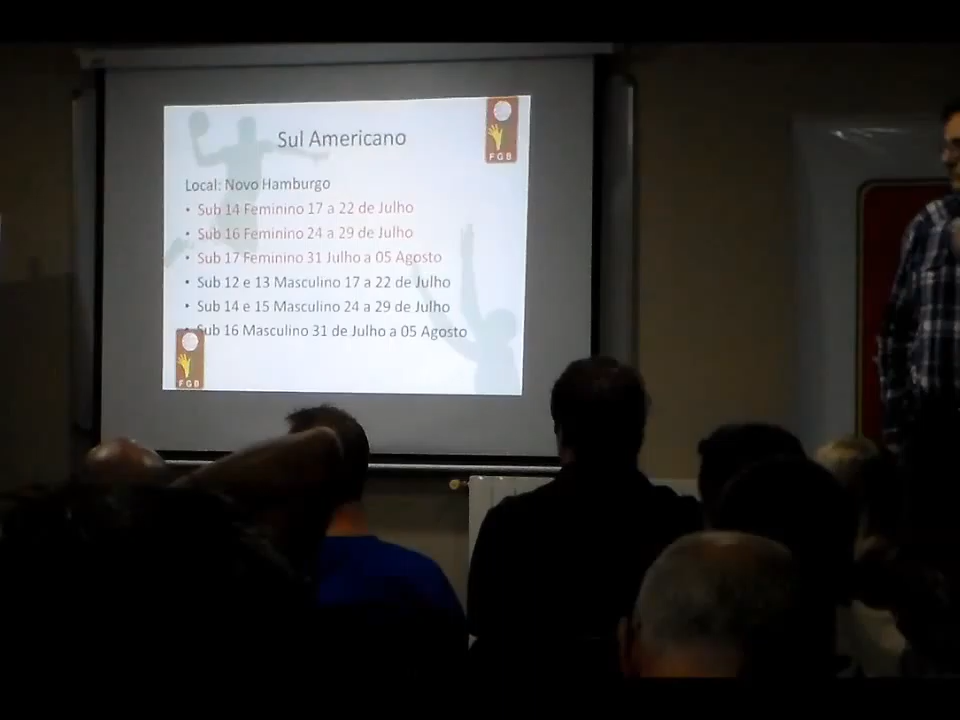 Sul Americano
FGB
Local: Novo Hamburgo
• Sub 14 Feminino 17 a 22 de Julho
• Sub 16 Feminino 24 a 29 de Julho
• Sub 17 Feminino 31 Julho a 05 Agosto
• Sub 12 e 13 Masculino 17 a 22 de Julho
• Sub 14 e 15 Masculino 24 a 29 de Julho
• Sub 16 Masculino 31 de Julho a 05 Agosto
FGB